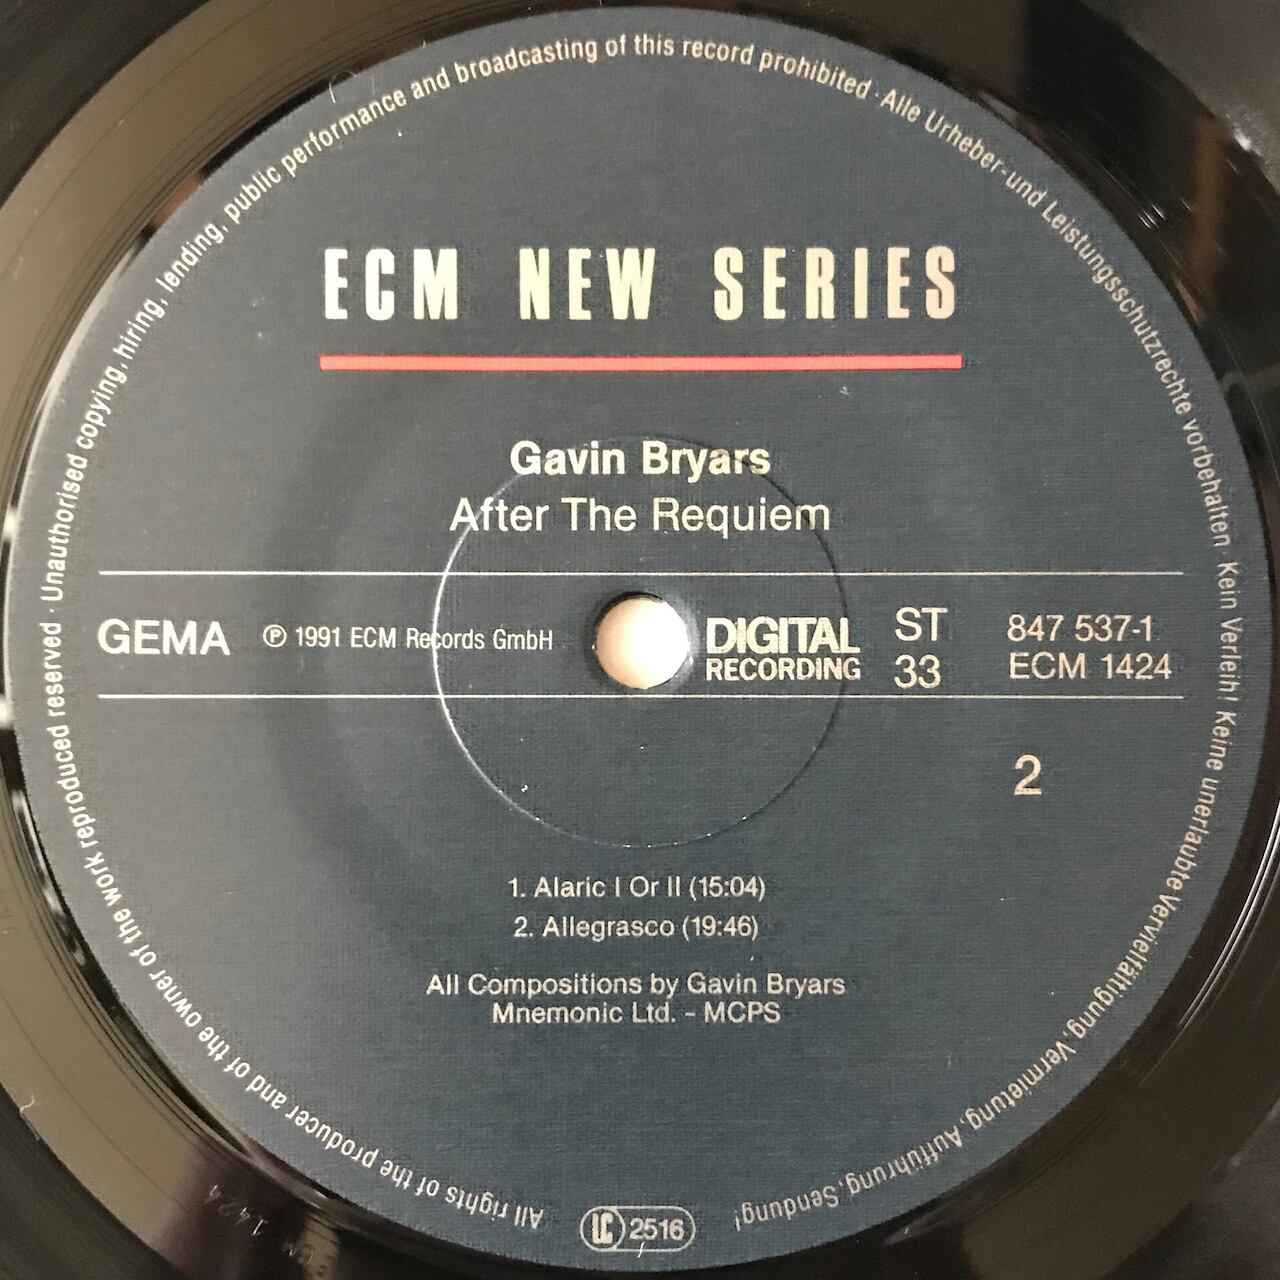 ECM NEW SERIES
Gavin Bryars
After The Requiem
GEMA
℗ 1991 ECM Records GmbH
DIGITAL
RECORDING
ST
33
847 537-1
ECM 1424
2
1. Alaric I Or II (15:04)
2. Allegrasco (19:46)
All Compositions by Gavin Bryars
Mnemonic Ltd. - MCPS
All rights of the producer and of the owner of the work reproduced reserved · Unauthorised copying, hiring, lending, public performance and broadcasting of this record prohibited · Alle Urheber- und Leistungsschutzrechte vorbehalten · Kein Verleih! Keine unerlaubte Vervielfältigung, Vermietung, Aufführung, Sendung!
LC 2516